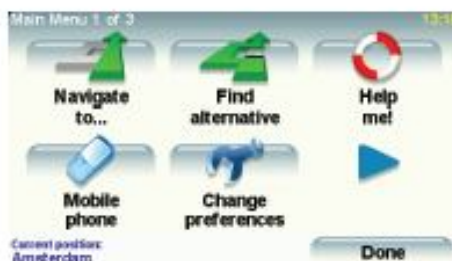 Main Menu 1 of 3
Navigate to...
Find alternative
Help me!
Mobile phone
Change preferences
Current position:
Amsterdam
Done